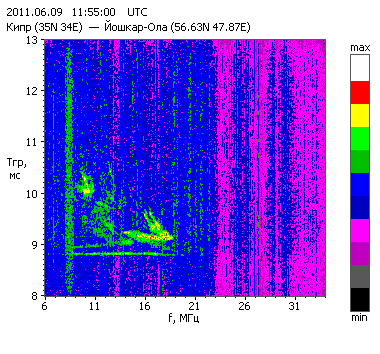 2011.06.09 11:55:00 UTC
Кипр (35N 34E) — Йошкар-Ола (56.63N 47.87E)
max
13
12
11
Тгр,
мс
10
9
8
6 11 16 21 26 31
f, МГц
min